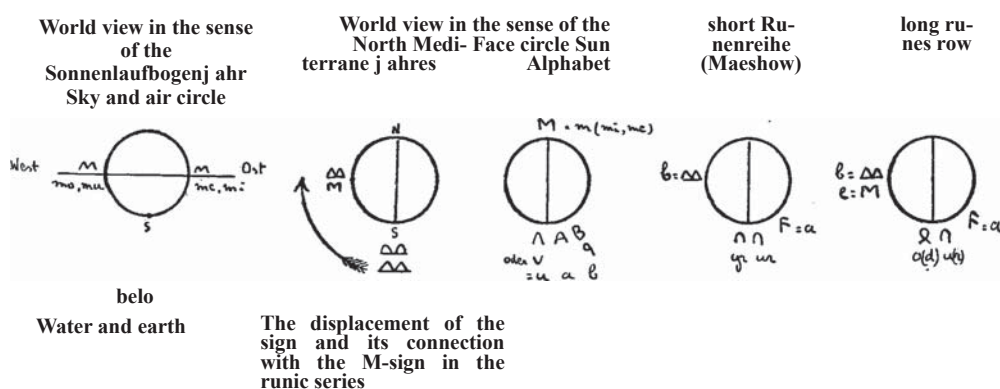 World view in the sense
of the
Sonnenlaufbogenj ahr
Sky and air circle
World view in the sense of the
North Medi- Face circle Sun
terrane j ahres Alphabet
short Ru-
nenreihe
(Maeshow)
long ru-
nes row
West M M Ost
mo, mu me, mi
S
N
M
S
M = m (mi, me)
Λ A B
oder V
= u a b
b =
F = a
yr ur
b =
e = M
F = a
o(d) u(r)
belo
Water and earth
The displacement of the
sign and its connection
with the M-sign in the
runic series